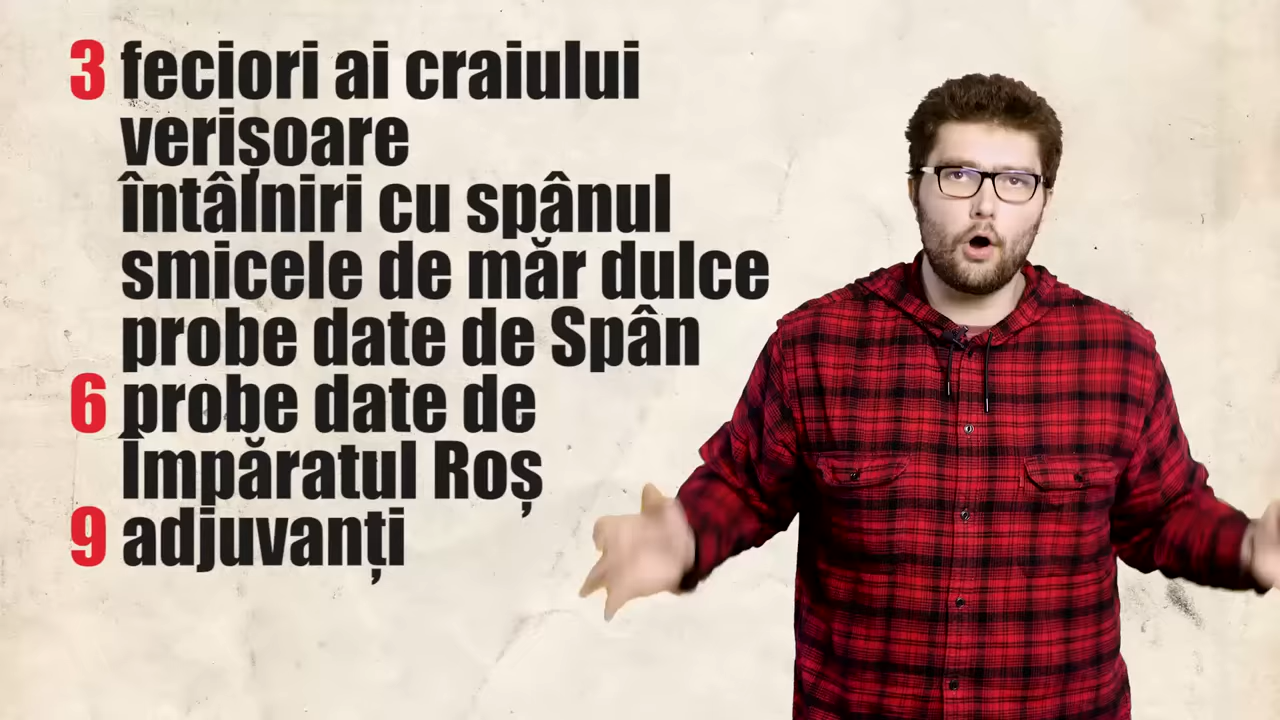 3 feciori ai craiului
verișoare
întâlniri cu spânul
smicele de măr dulce
probe date de Spân
6 probe date de
Împăratul Roș
9 adjuvanți